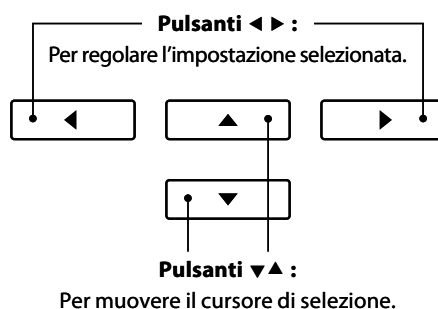 Pulsanti ◀ ▶ :
Per regolare l'impostazione selezionata.
Pulsanti ▼▲ :
Per muovere il cursore di selezione.